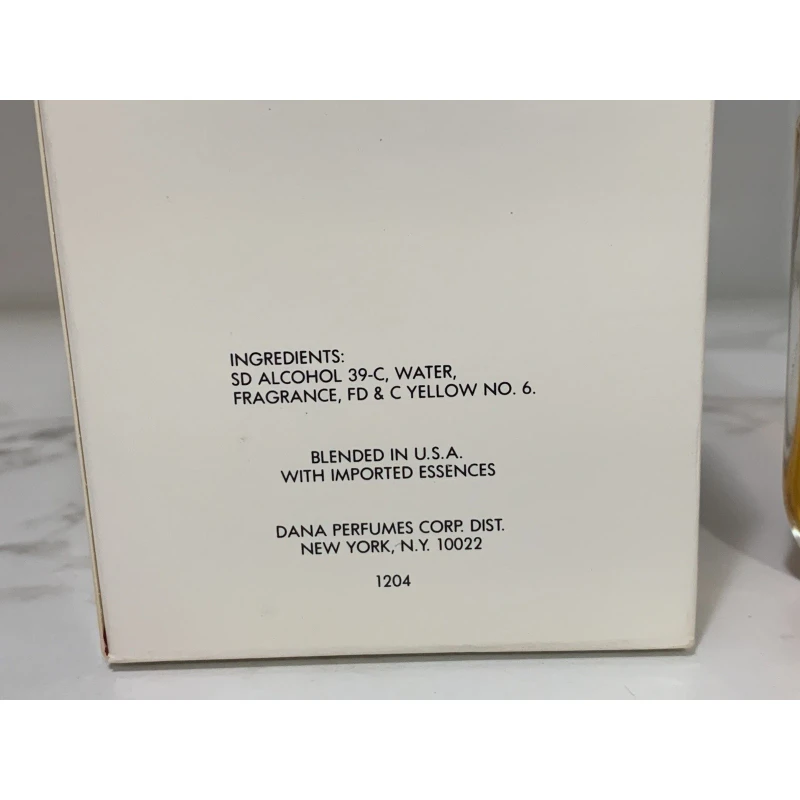 INGREDIENTS:
SD ALCOHOL 39-C, WATER,
FRAGRANCE, FD & C YELLOW NO. 6.
BLENDED IN U.S.A.
WITH IMPORTED ESSENCES
DANA PERFUMES CORP. DIST.
NEW YORK, N.Y. 10022
1204